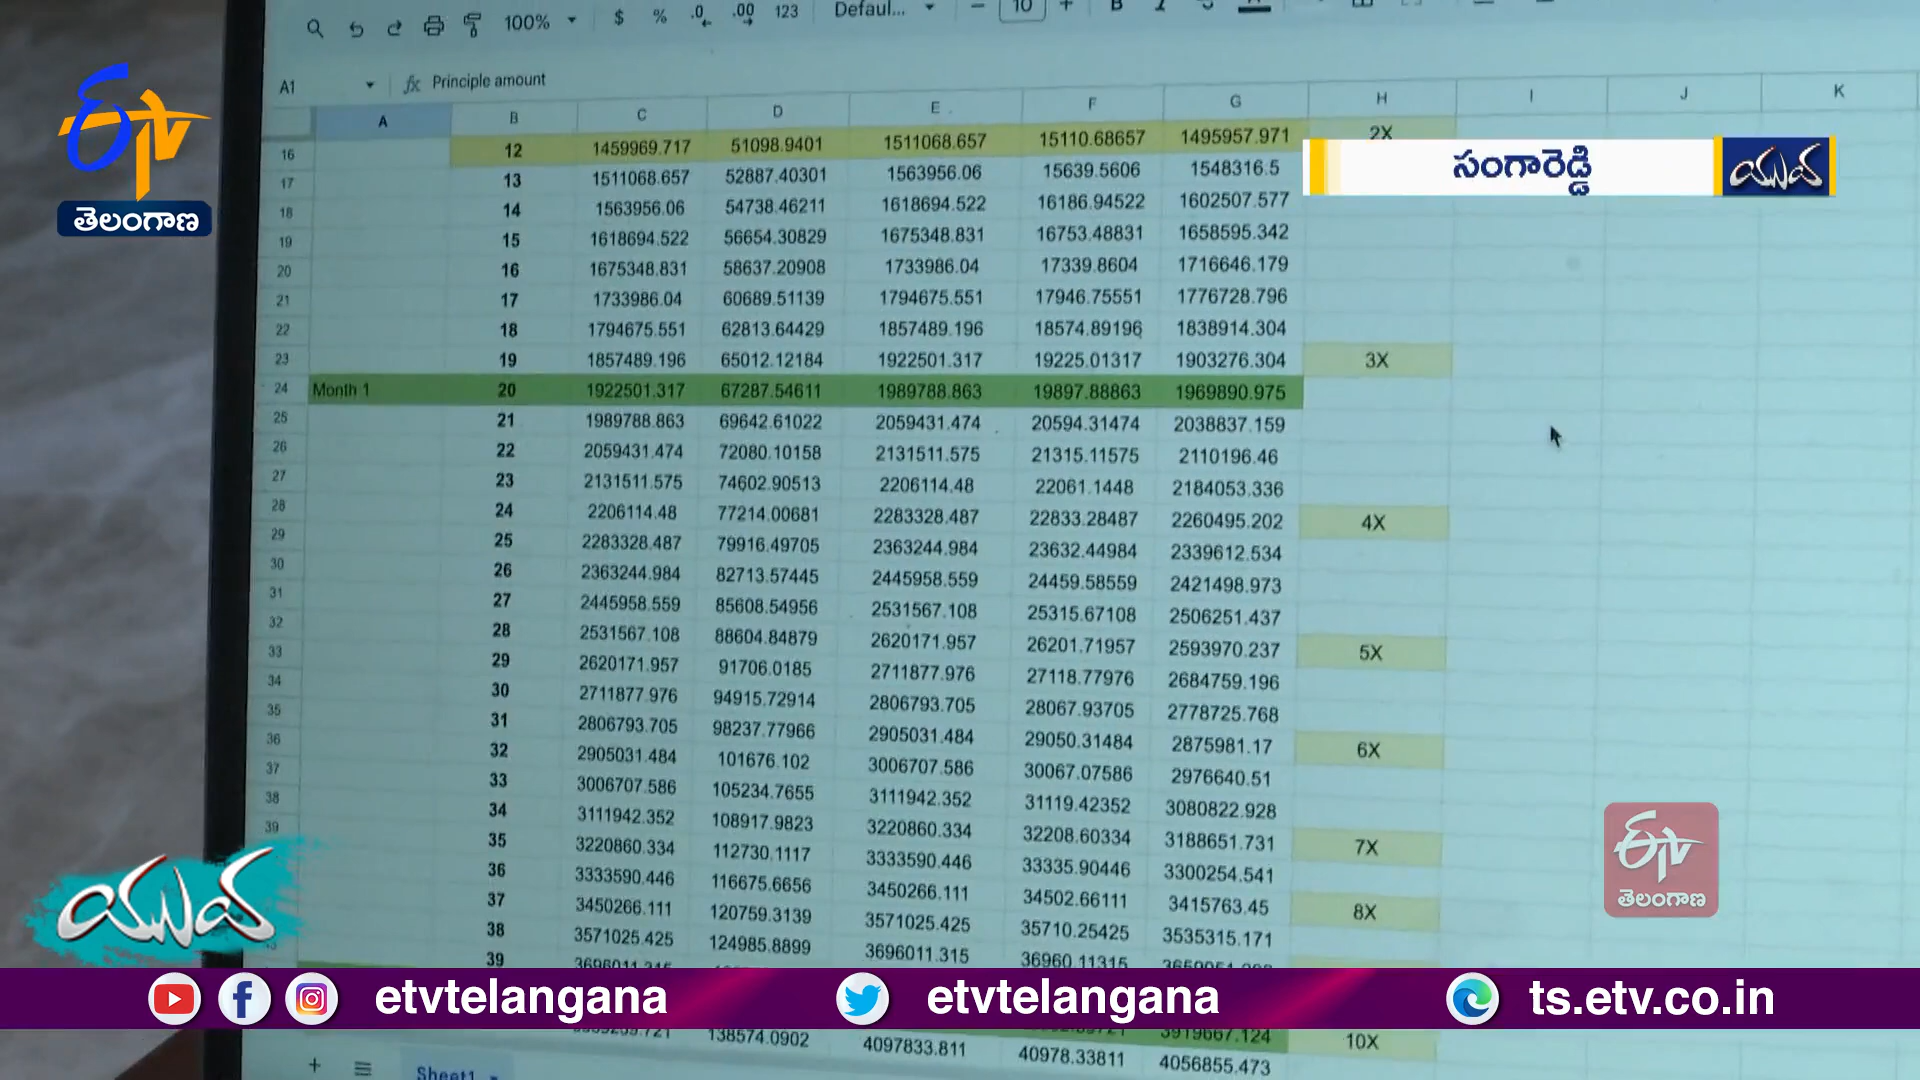 100% $ % .0 .00 123 Defaul... 10 B
A1 fx Principle amount
A B C D E F G H I J K
16 12 1459969.717 51098.9401 1511068.657 15110.68657 1495957.971 2X
17 13 1511068.657 52887.40301 1563956.06 15639.5606 1548316.5
18 14 1563956.06 54738.46211 1618694.522 16186.94522 1602507.577
19 15 1618694.522 56654.30829 1675348.831 16753.48831 1658595.342
20 16 1675348.831 58637.20908 1733986.04 17339.8604 1716646.179
21 17 1733986.04 60689.51139 1794675.551 17946.75551 1776728.796
22 18 1794675.551 62813.64429 1857489.196 18574.89196 1838914.304
23 19 1857489.196 65012.12184 1922501.317 19225.01317 1903276.304 3X
24 Month 1 20 1922501.317 67287.54611 1989788.863 19897.88863 1969890.975
25 21 1989788.863 69642.61022 2059431.474 20594.31474 2038837.159
26 22 2059431.474 72080.10158 2131511.575 21315.11575 2110196.46
27 23 2131511.575 74602.90513 2206114.48 22061.1448 2184053.336
28 24 2206114.48 77214.00681 2283328.487 22833.28487 2260495.202 4X
29 25 2283328.487 79916.49705 2363244.984 23632.44984 2339612.534
30 26 2363244.984 82713.57445 2445958.559 24459.58559 2421498.973
31 27 2445958.559 85608.54956 2531567.108 25315.67108 2506251.437
32 28 2531567.108 88604.84879 2620171.957 26201.71957 2593970.237 5X
33 29 2620171.957 91706.0185 2711877.976 27118.77976 2684759.196
34 30 2711877.976 94915.72914 2806793.705 28067.93705 2778725.768
35 31 2806793.705 98237.77966 2905031.484 29050.31484 2875981.17 6X
36 32 2905031.484 101676.102 3006707.586 30067.07586 2976640.51
37 33 3006707.586 105234.7655 3111942.352 31119.42352 3080822.928
38 34 3111942.352 108917.9823 3220860.334 32208.60334 3188651.731 7X
39 35 3220860.334 112730.1117 3333590.446 33335.90446 3300254.541
36 3333590.446 116675.6656 3450266.111 34502.66111 3415763.45 8X
37 3450266.111 120759.3139 3571025.425 35710.25425 3535315.171
38 3571025.425 124985.8899 3696011.315 36960.11315
39
138574.0902 4097833.811 40978.33811 3919667.124 10X
4056855.473
Sheet1
ETV
తెలంగాణ
సంగారెడ్డి
యువ
ETV
తెలంగాణ
యువ
etvtelangana etvtelangana ts.etv.co.in